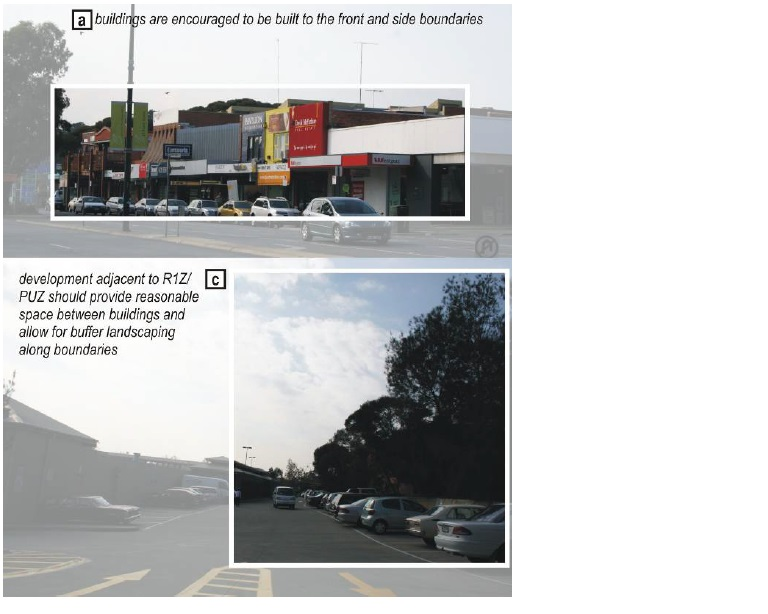 a buildings are encouraged to be built to the front and side boundaries
development adjacent to R1Z/ c
PUZ should provide reasonable
space between buildings and
allow for buffer landscaping
along boundaries